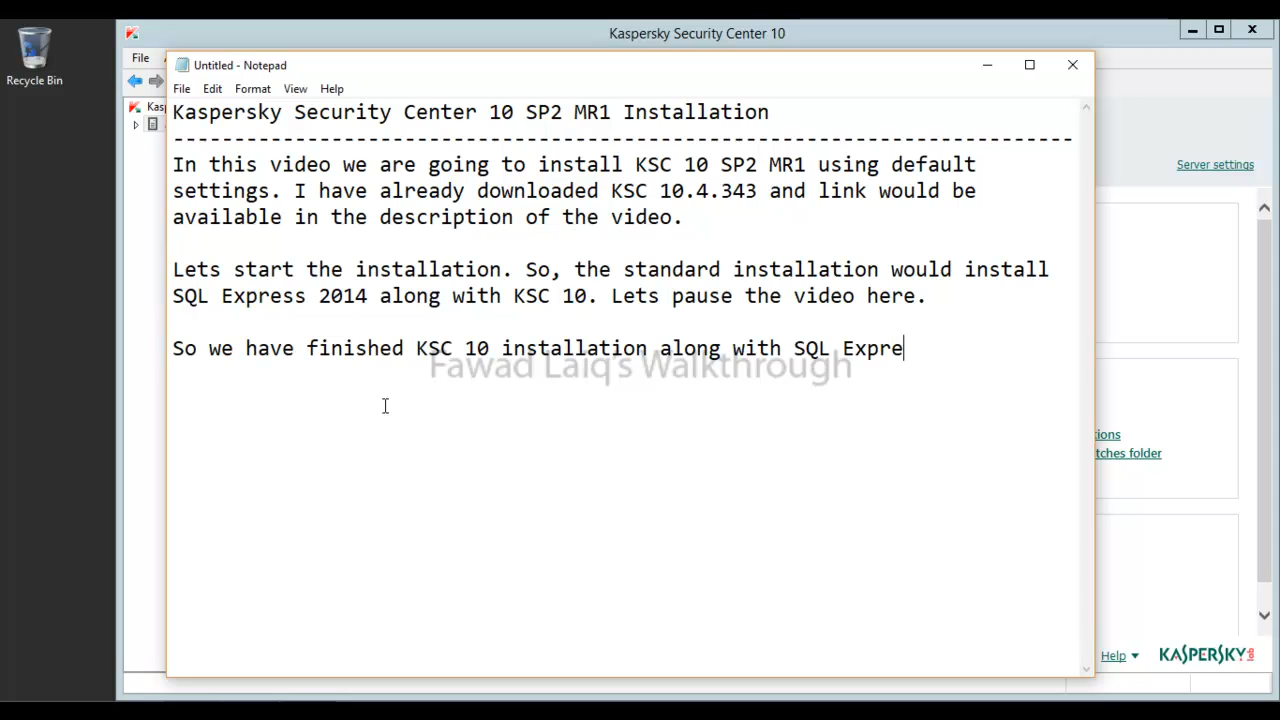 Recycle Bin
Kaspersky Security Center 10
File
Untitled - Notepad
File Edit Format View Help
Kasp
Kaspersky Security Center 10 SP2 MR1 Installation
--------------------------------------------------------------------------
In this video we are going to install KSC 10 SP2 MR1 using default
settings. I have already downloaded KSC 10.4.343 and link would be
available in the description of the video.
Lets start the installation. So, the standard installation would install
SQL Express 2014 along with KSC 10. Lets pause the video here.
So we have finished KSC 10 installation along with SQL Expre
Fawad Laiq's Walkthrough
Server settings
tions
tches folder
Help
KASPERSKY lab